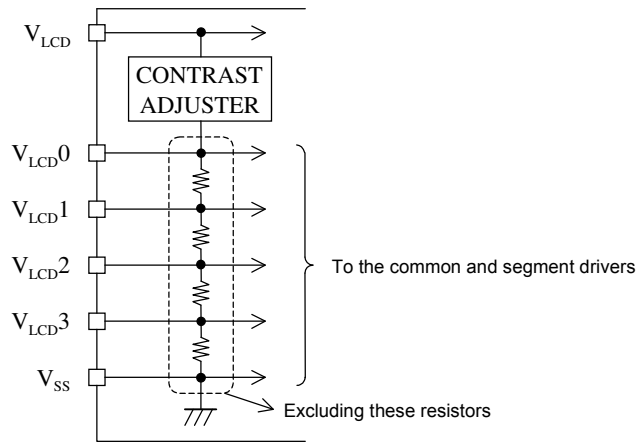 VLCD
CONTRAST
ADJUSTER
VLCD0
VLCD1
VLCD2
To the common and segment drivers
VLCD3
VSS
Excluding these resistors